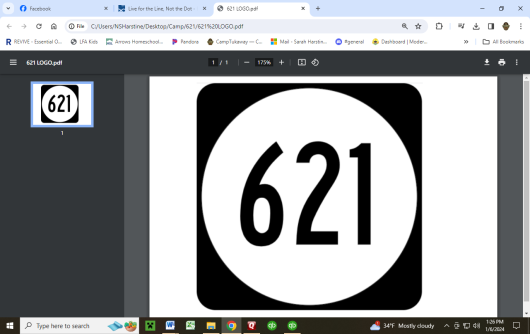 Facebook
Live for the Line, Not the Dot -
621 LOGO.pdf
File C:/Users/NSHarstine/Desktop/Camp/621/621%20LOGO.pdf
REVIVE - Essential O...
LFA Kids
Arrows Homeschool...
Pandora
CampTukaway — C...
Mail - Sarah Harstin...
#general
Dashboard | Moder...
All Bookmarks
621 LOGO.pdf
1 / 1
175%
621
1
621
Type here to search
34°F Mostly cloudy
1:26 PM
1/6/2024